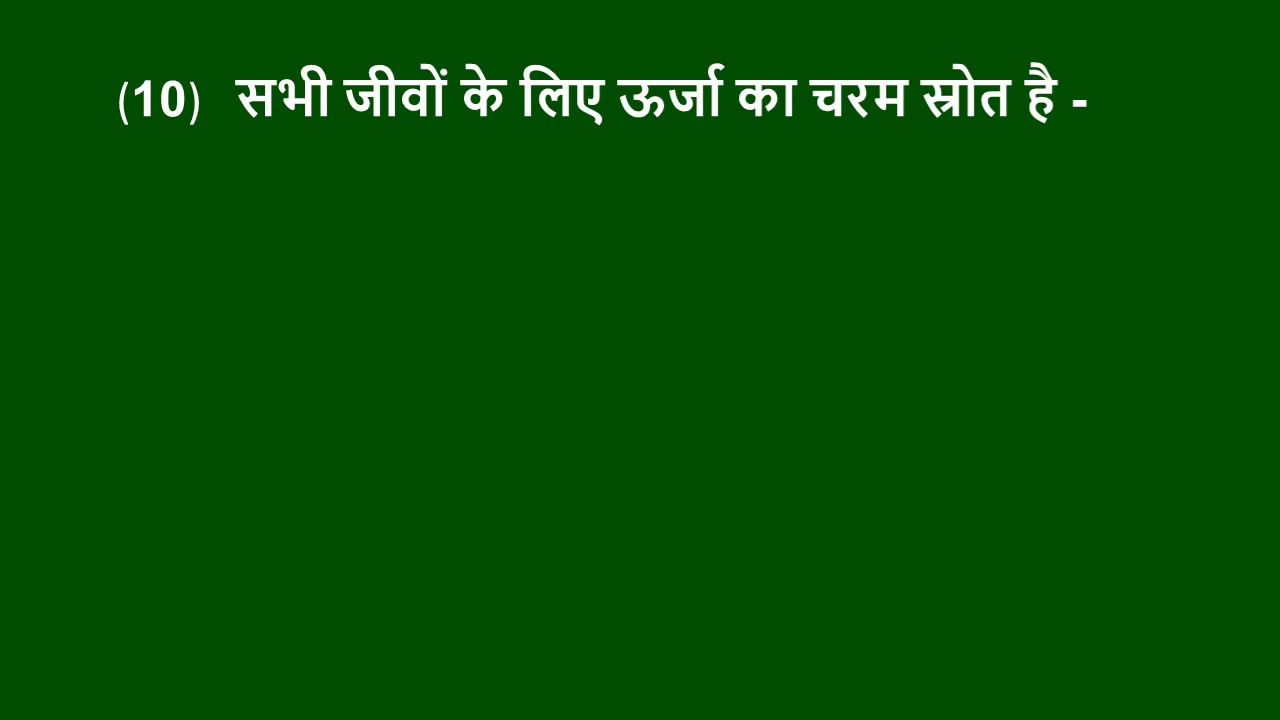 (10) सभी जीवों के लिए ऊर्जा का चरम स्रोत है -